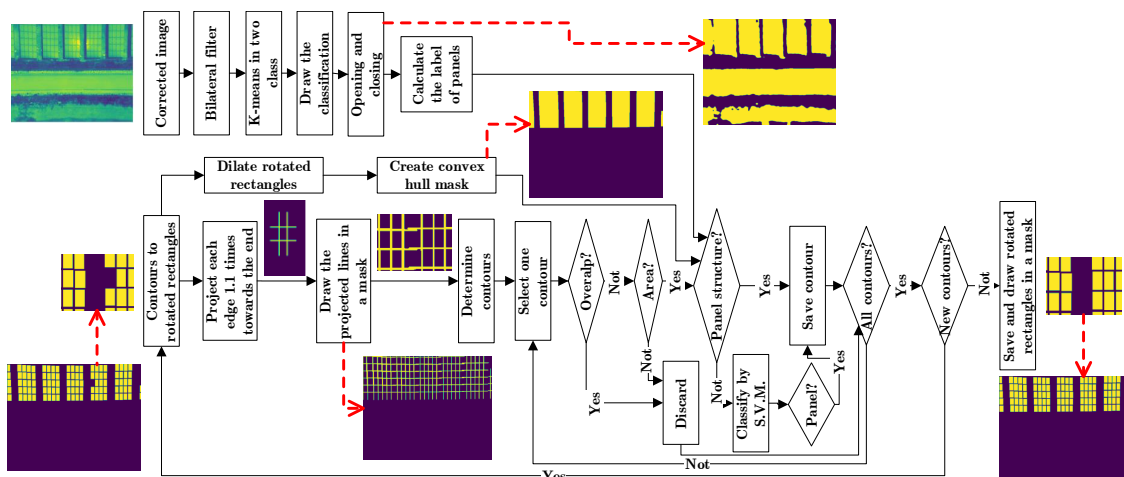 Corrected image
Bilateral filter
K-means in two
class
Draw the
classification
Opening and
closing
Calculate
the label
of panels
Dilate rotated
rectangles
Create convex
hull mask
Contours to
rotated rectangles
Project each
edge 1.1 times
towards the end
Draw the
projected lines in
a mask
Determine
contours
Select one
contour
Overalp?
Not
Area?
Yes
Panel structure?
Yes
Save contour
All contours?
Yes
New contours?
Not
Save and draw rotated
rectangles in a mask
Yes
Not
Discard
Not
Classify by
S.V.M.
Panel?
Yes
Not
Yes